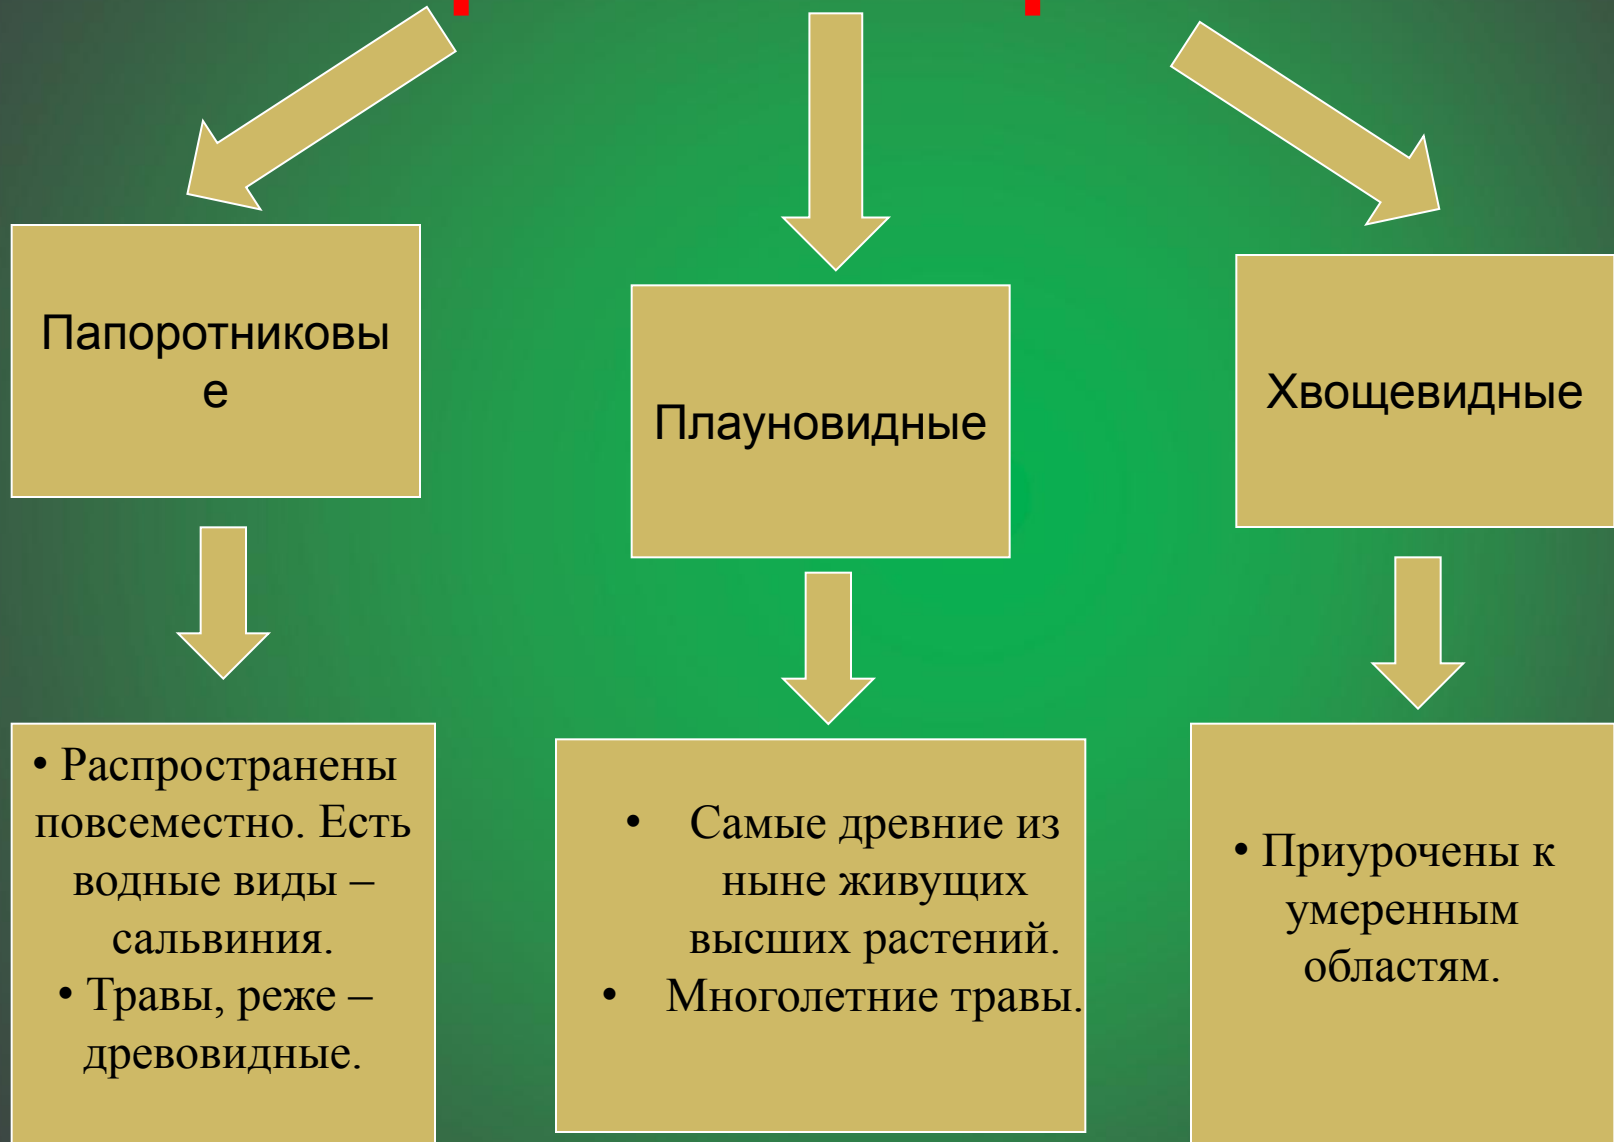 Папоротниковы
е
Плауновидные
Хвощевидные
• Распространены
повсеместно. Есть
водные виды –
сальвиния.
• Травы, реже –
древовидные.
• Самые древние из
ныне живущих
высших растений.
• Многолетние травы.
• Приурочены к
умеренным
областям.